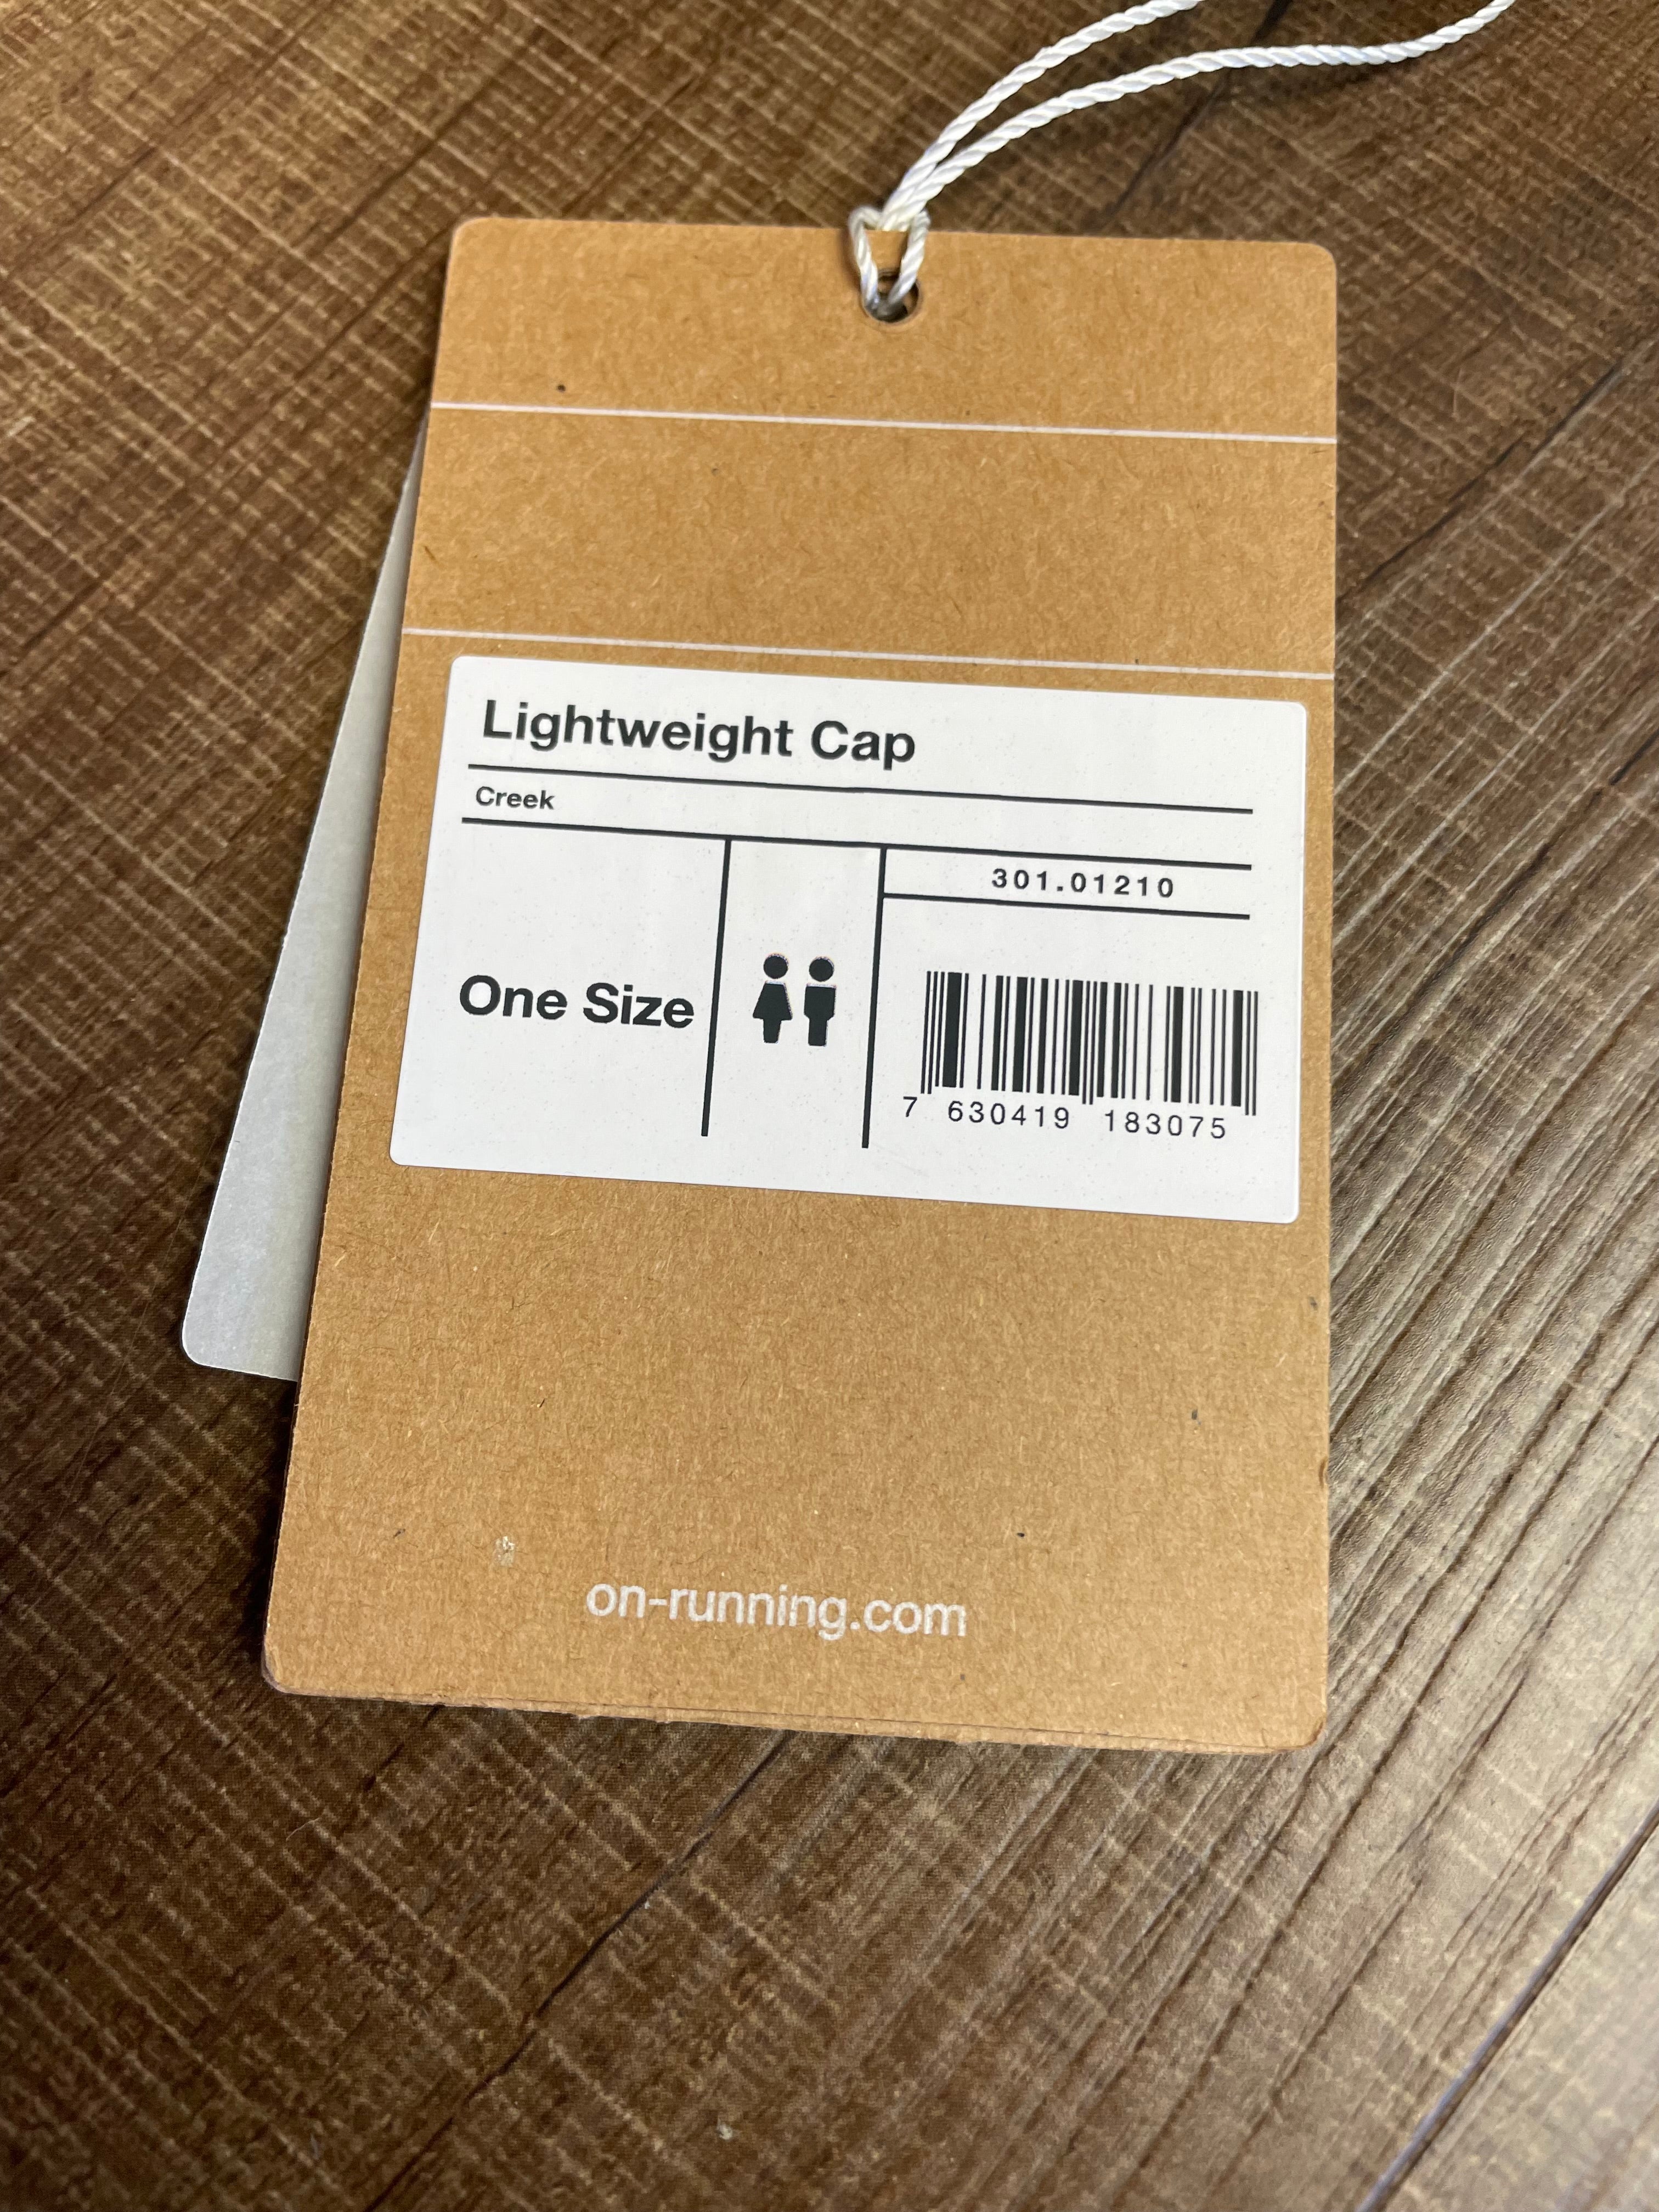 Lightweight Cap
Creek
301.01210
One Size
7 630419 183075
on-running.com